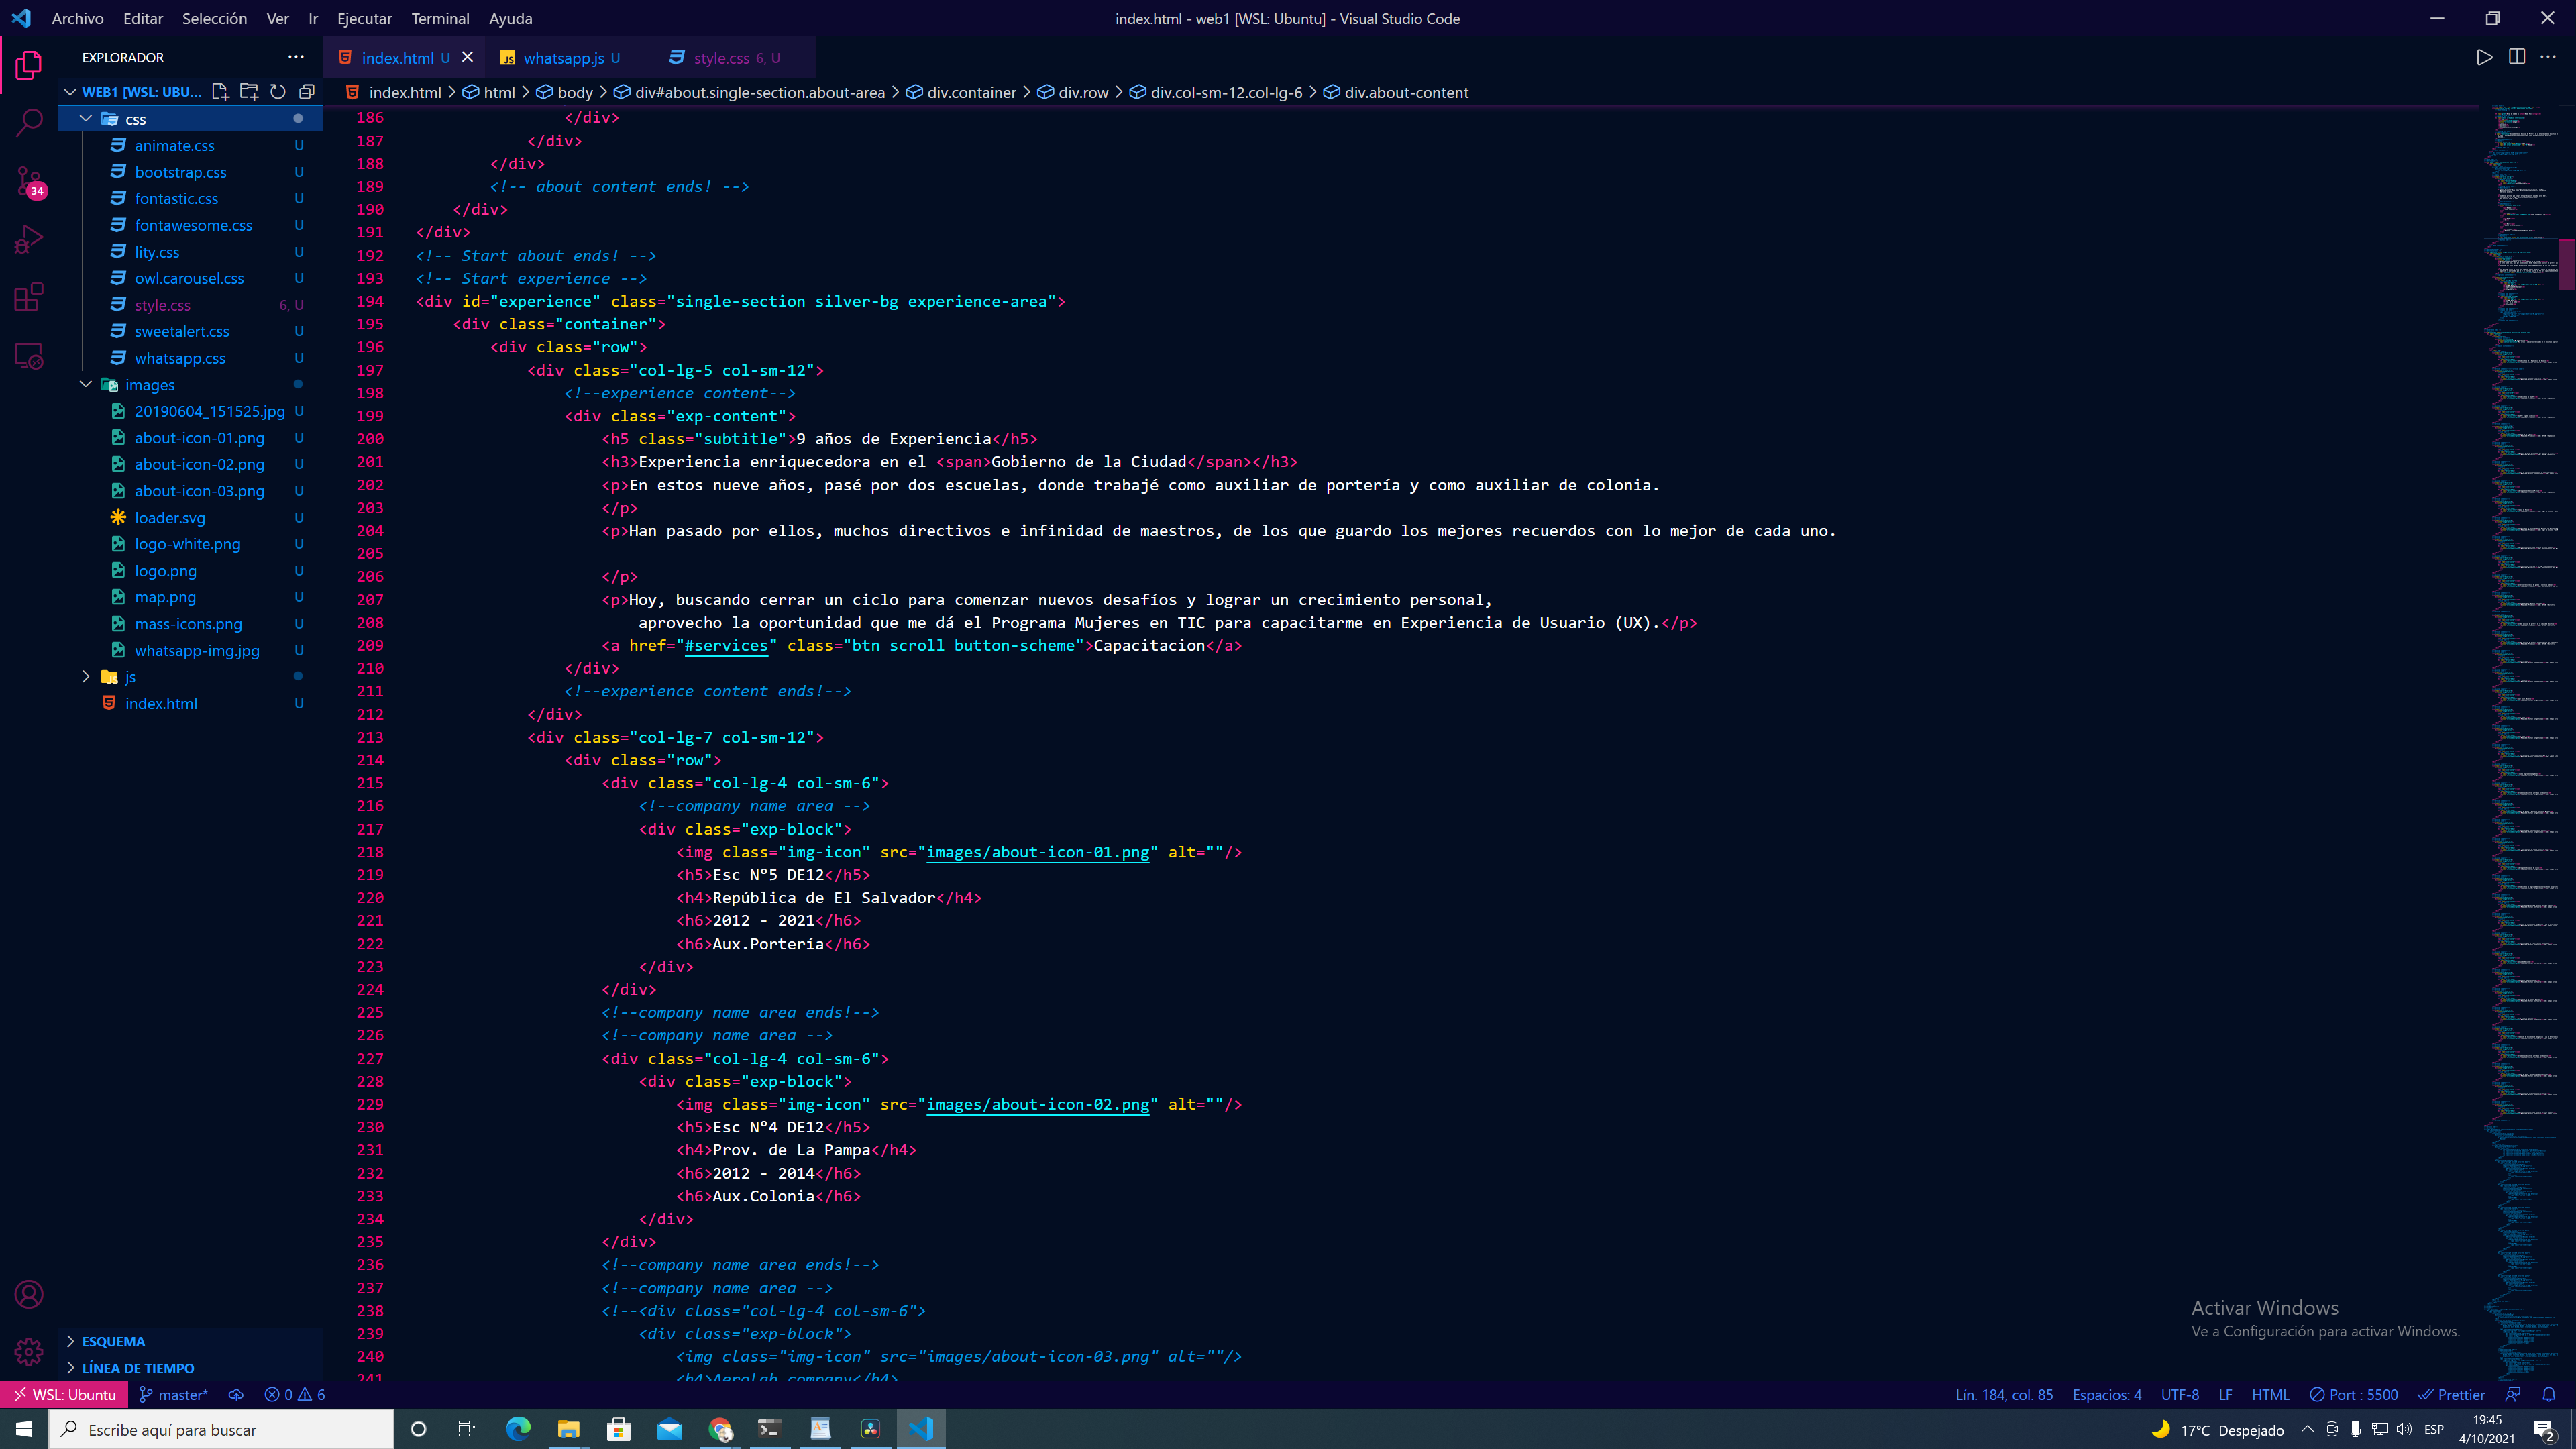 Archivo Editar Selección Ver Ir Ejecutar Terminal Ayuda
index.html - web1 [WSL: Ubuntu] - Visual Studio Code
EXPLORADOR
index.html U
whatsapp.js U
style.css 6, U
WEB1 [WSL: UBU...
index.html > html > body > div#about.single-section.about-area > div.container > div.row > div.col-sm-12.col-lg-6 > div.about-content
css
animate.css U
bootstrap.css U
fontastic.css U
fontawesome.css U
lity.css U
owl.carousel.css U
style.css 6, U
sweetalert.css U
whatsapp.css U
images
20190604_151525.jpg U
about-icon-01.png U
about-icon-02.png U
about-icon-03.png U
loader.svg U
logo-white.png U
logo.png U
map.png U
mass-icons.png U
whatsapp-img.jpg U
js
index.html U
34
ESQUEMA
LÍNEA DE TIEMPO
186 </div>
187 </div>
188 </div>
189 <!-- about content ends! -->
190 </div>
191 </div>
192 <!-- Start about ends! -->
193 <!-- Start experience -->
194 <div id="experience" class="single-section silver-bg experience-area">
195 <div class="container">
196 <div class="row">
197 <div class="col-lg-5 col-sm-12">
198 <!--experience content-->
199 <div class="exp-content">
200 <h5 class="subtitle">9 años de Experiencia</h5>
201 <h3>Experiencia enriquecedora en el <span>Gobierno de la Ciudad</span></h3>
202 <p>En estos nueve años, pasé por dos escuelas, donde trabajé como auxiliar de porteria y como auxiliar de colonia.
203 </p>
204 <p>Han pasado por ellos, muchos directivos e infinidad de maestros, de los que guardo los mejores recuerdos con lo mejor de cada uno.
205
206 </p>
207 <p>Hoy, buscando cerrar un ciclo para comenzar nuevos desafíos y lograr un crecimiento personal,
208 aprovecho la oportunidad que me dá el Programa Mujeres en TIC para capacitarme en Experiencia de Usuario (UX).</p>
209 <a href="#services" class="btn scroll button-scheme">Capacitacion</a>
210 </div>
211 <!--experience content ends!-->
212 </div>
213 <div class="col-lg-7 col-sm-12">
214 <div class="row">
215 <div class="col-lg-4 col-sm-6">
216 <!--company name area -->
217 <div class="exp-block">
218 <img class="img-icon" src="images/about-icon-01.png" alt=""/>
219 <h5>Esc Nº5 DE12</h5>
220 <h4>República de El Salvador</h4>
221 <h6>2012 - 2021</h6>
222 <h6>Aux.Portería</h6>
223 </div>
224 </div>
225 <!--company name area ends!-->
226 <!--company name area -->
227 <div class="col-lg-4 col-sm-6">
228 <div class="exp-block">
229 <img class="img-icon" src="images/about-icon-02.png" alt=""/>
230 <h5>Esc Nº4 DE12</h5>
231 <h4>Prov. de La Pampa</h4>
232 <h6>2012 - 2014</h6>
233 <h6>Aux.Colonia</h6>
234 </div>
235 </div>
236 <!--company name area ends!-->
237 <!--company name area -->
238 <!--<div class="col-lg-4 col-sm-6">
239 <div class="exp-block">
240 <img class="img-icon" src="images/about-icon-03.png" alt=""/>
241 <h4>Aerolab company</h4>
Activar Windows
Ve a Configuración para activar Windows.
WSL: Ubuntu master* 0 6
Lín. 184, col. 85 Espacios: 4 UTF-8 LF HTML Port : 5500 Prettier
Escribe aquí para buscar
17°C Despejado
ESP
19:45
4/10/2021
2